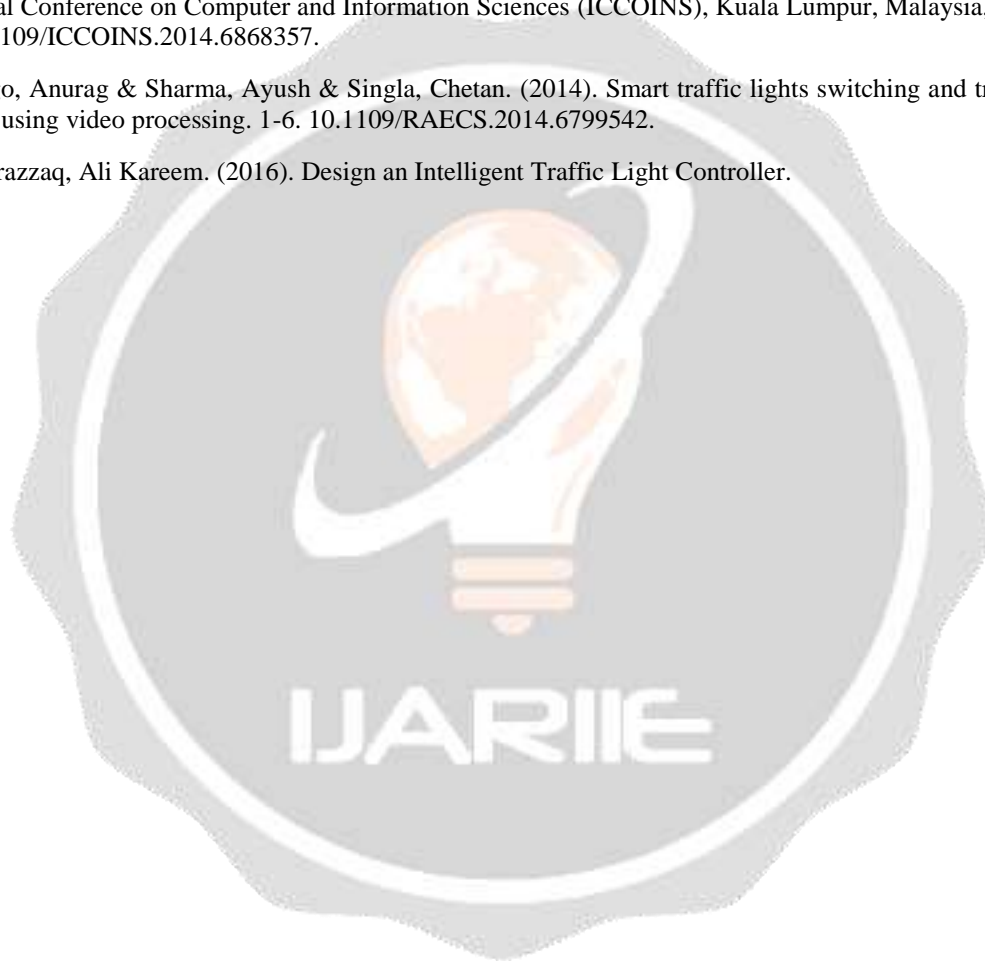 al Conference on Computer and Information Sciences (ICCOINS), Kuala Lumpur, Malaysia,
109/ICCOINS.2014.6868357.
o, Anurag & Sharma, Ayush & Singla, Chetan. (2014). Smart traffic lights switching and tr
using video processing. 1-6. 10.1109/RAECS.2014.6799542.
razzaq, Ali Kareem. (2016). Design an Intelligent Traffic Light Controller.
IJARIIE